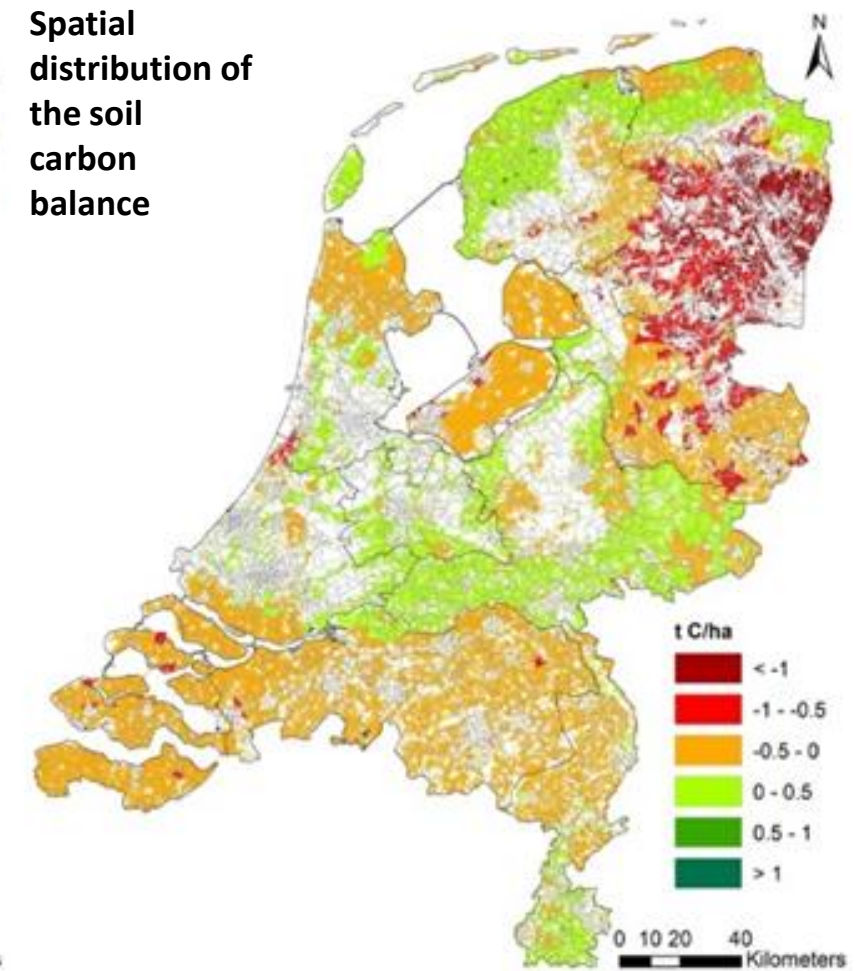 Spatial
distribution of
the soil
carbon
balance
N
t C/ha
< -1
-1 - -0.5
-0.5 - 0
0 - 0.5
0.5 - 1
> 1
0 10 20 40
Kilometers